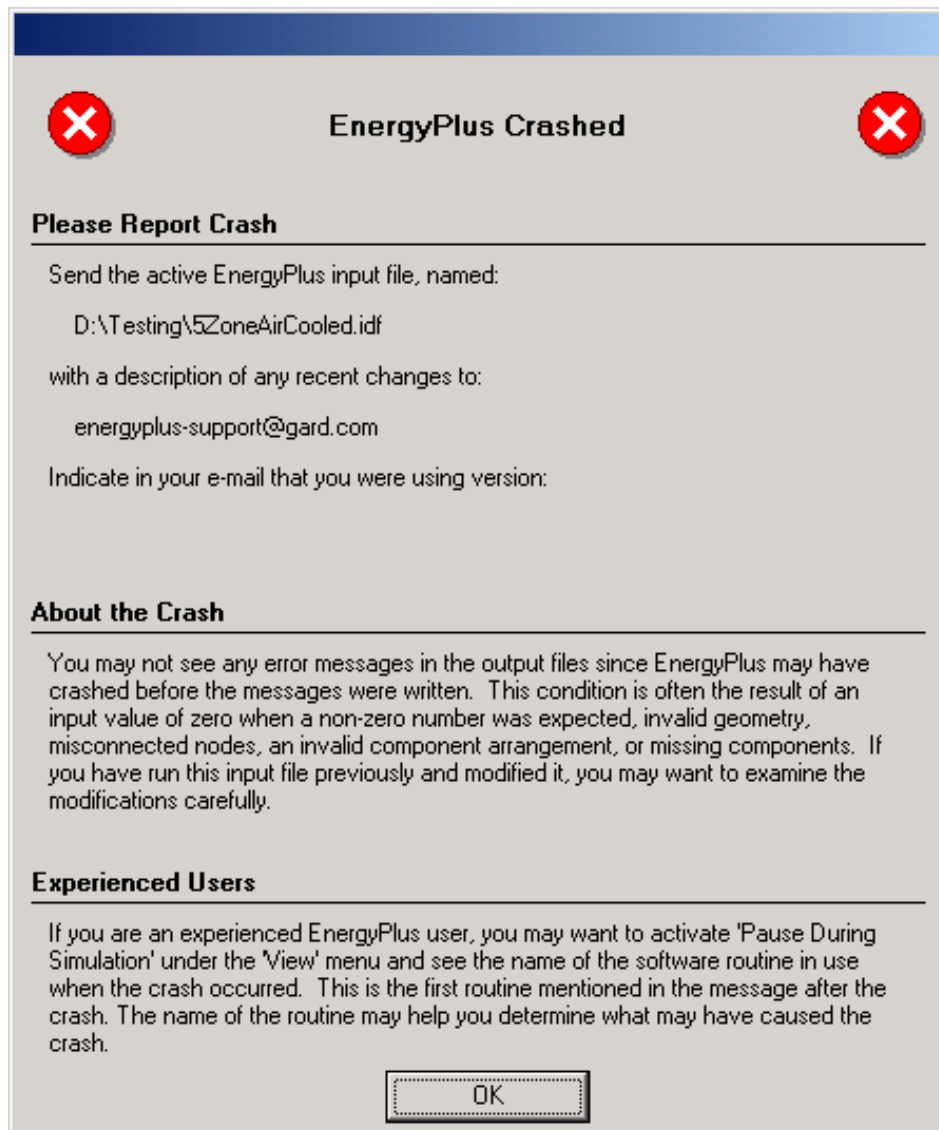 EnergyPlus Crashed
Please Report Crash
Send the active EnergyPlus input file, named:
D:\Testing\5ZoneAirCooled.idf
with a description of any recent changes to:
energyplus-support@gard.com
Indicate in your e-mail that you were using version:
About the Crash
You may not see any error messages in the output files since EnergyPlus may have
crashed before the messages were written.  This condition is often the result of an
input value of zero when a non-zero number was expected, invalid geometry,
misconnected nodes, an invalid component arrangement, or missing components.  If
you have run this input file previously and modified it, you may want to examine the
modifications carefully.
Experienced Users
If you are an experienced EnergyPlus user, you may want to activate 'Pause During
Simulation' under the 'View' menu and see the name of the software routine in use
when the crash occurred.  This is the first routine mentioned in the message after the
crash. The name of the routine may help you determine what may have caused the
crash.
OK